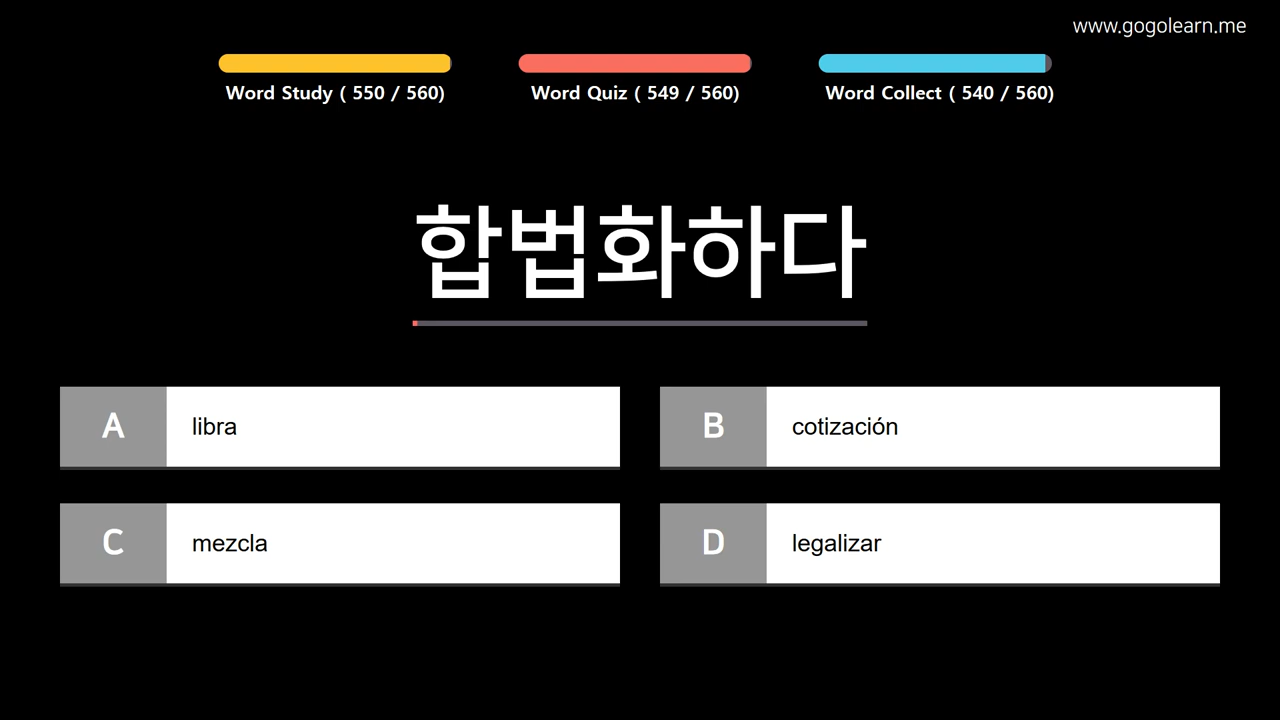 www.gogolearn.me
Word Study ( 550 / 560)
Word Quiz ( 549 / 560)
Word Collect ( 540 / 560)
합법화하다
A libra
B cotización
C mezcla
D legalizar